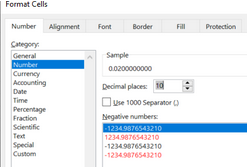 Format Cells
Number Alignment Font Border Fill Protection
Category:
General
Number
Currency
Accounting
Date
Time
Percentage
Fraction
Scientific
Text
Special
Custom
Sample
0.0200000000
Decimal places: 10
Use 1000 Separator (,)
Negative numbers:
-1234.9876543210
1234.9876543210
-1234.9876543210
-1234.9876543210